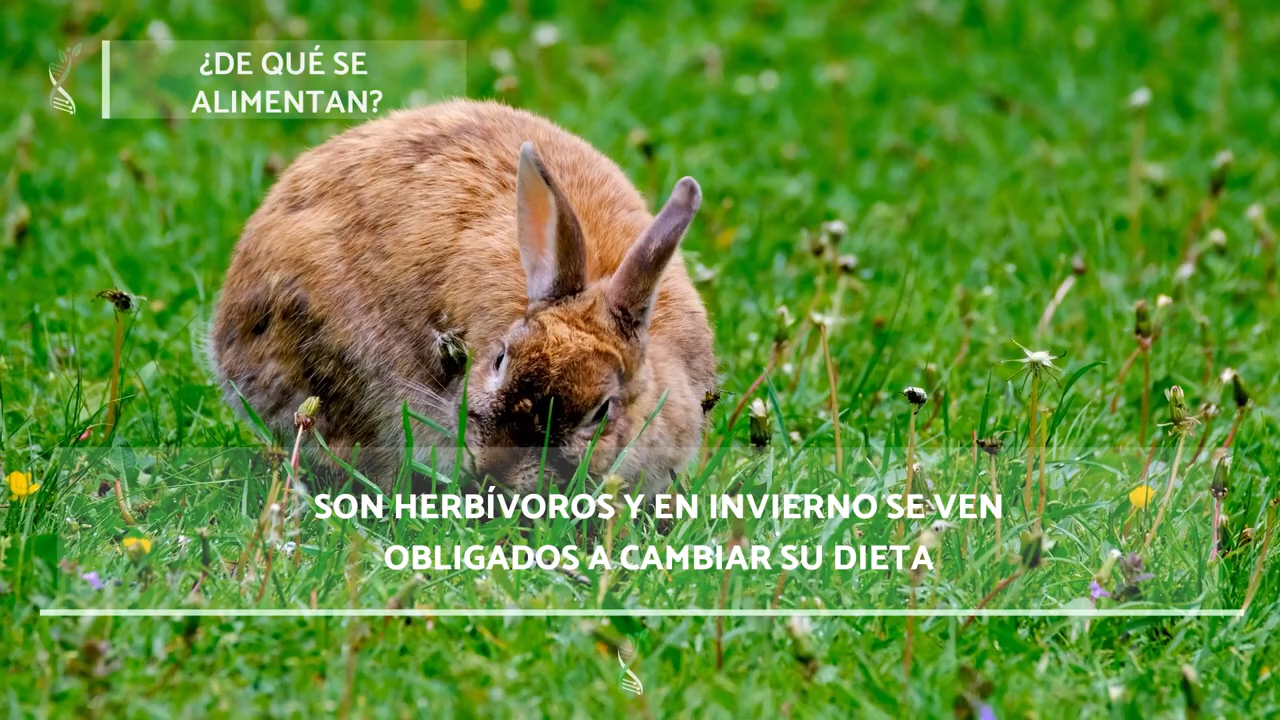 ¿DE QUÉ SE
ALIMENTAN?
SON HERBÍVOROS Y EN INVIERNO SE VEN
OBLIGADOS A CAMBIAR SU DIETA